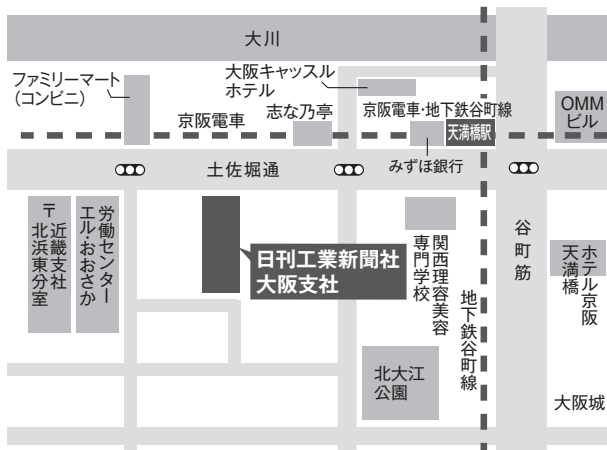 大川
ファミリーマート
（コンビニ）
大阪キャッスル
ホテル
京阪電車
志な乃亭
京阪電車・地下鉄谷町線
天満橋駅
OMM
ビル
土佐堀通
みずほ銀行
〒
近畿支社
北浜東分室
労働センター
エル・おおさか
日刊工業新聞社
大阪支社
関西理容美容
専門学校
地下鉄谷町線
谷町筋
ホテル京阪
天満橋
北大江
公園
大阪城